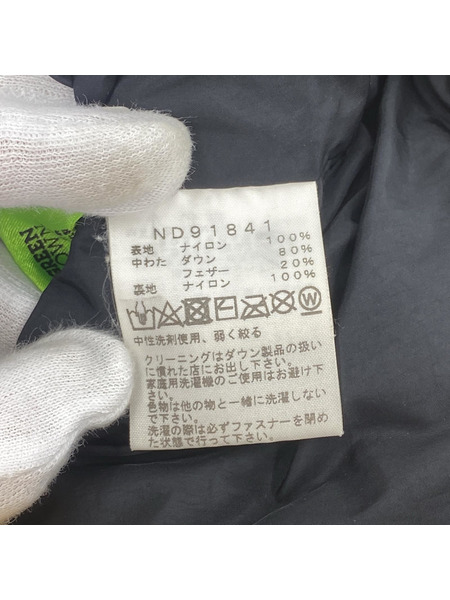 GREEN
DOWN
ND91841
表地 ナイロン 100%
中わた ダウン 80%
フェザー 20%
裏地 ナイロン 100%
W
中性洗剤使用、弱く絞る
クリーニングはダウン製品の扱い
に慣れた店にお出し下さい。
家庭用洗濯機のご使用はお避け下
さい。
色物は他の物と一緒に洗濯しない
で下さい。
洗濯の際は必ずファスナーを閉め
た状態で行って下さい。